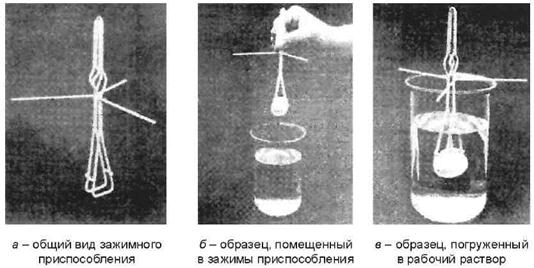 а – общий вид зажимного
приспособления
б – образец, помещенный
в зажимы приспособления
в – образец, погруженный
в рабочий раствор